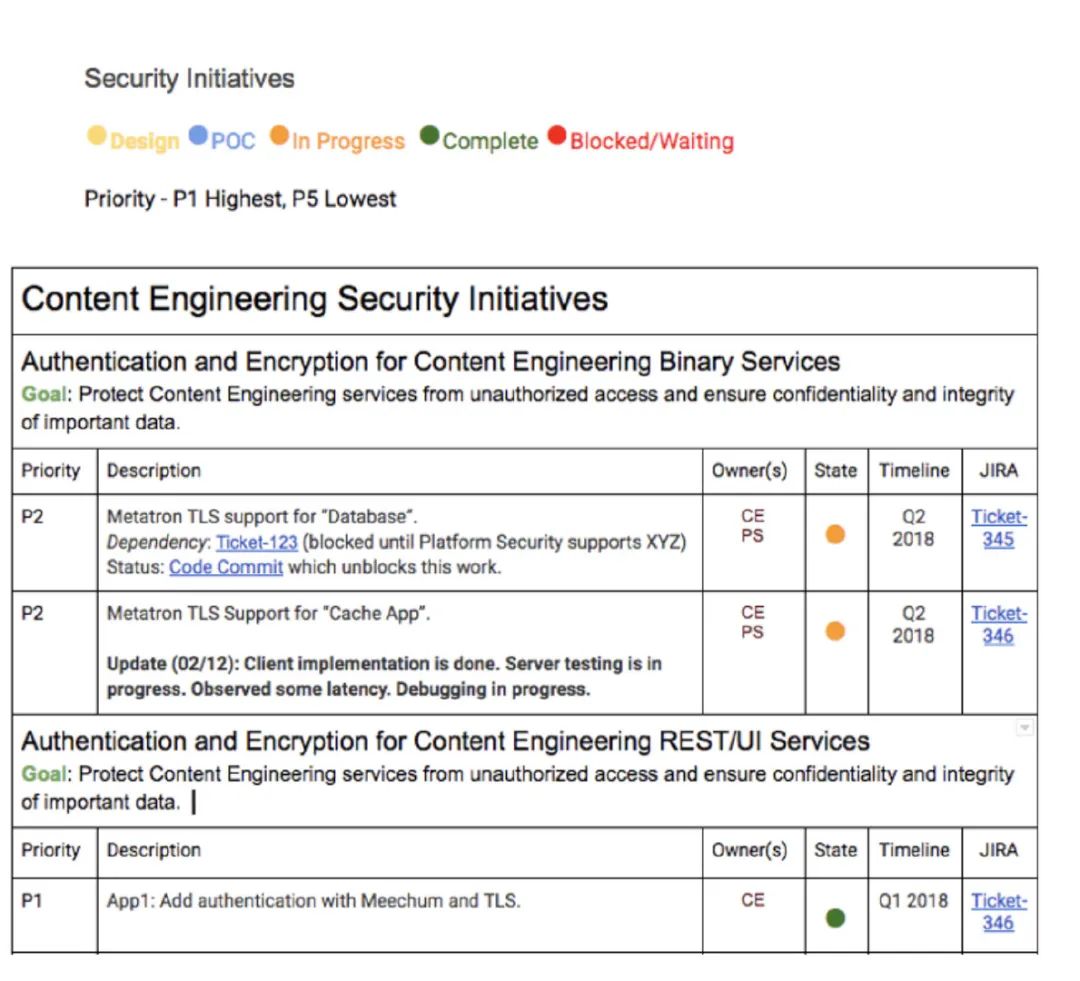 Security Initiatives
Design POC In Progress Complete Blocked/Waiting
Priority - P1 Highest, P5 Lowest
Content Engineering Security Initiatives
Authentication and Encryption for Content Engineering Binary Services
Goal: Protect Content Engineering services from unauthorized access and ensure confidentiality and integrity
of important data.
Priority Description Owner(s) State Timeline JIRA
P2 Metatron TLS support for "Database". CE Q2 Ticket-
Dependency: Ticket-123 (blocked until Platform Security supports XYZ) PS 2018 345
Status: Code Commit which unblocks this work.
P2 Metatron TLS Support for "Cache App". CE Q2 Ticket-
PS 2018 346
Update (02/12): Client implementation is done. Server testing is in
progress. Observed some latency. Debugging in progress.
Authentication and Encryption for Content Engineering REST/UI Services
Goal: Protect Content Engineering services from unauthorized access and ensure confidentiality and integrity
of important data.
Priority Description Owner(s) State Timeline JIRA
P1 App1: Add authentication with Meechum and TLS. CE Q1 2018 Ticket-
346